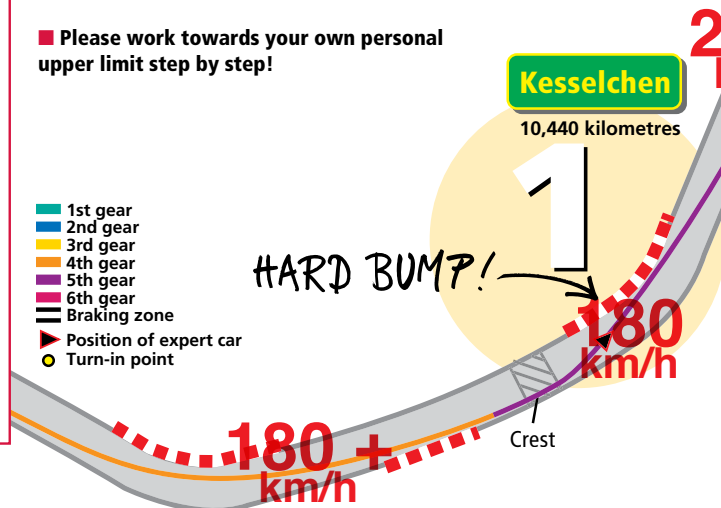 ■ Please work towards your own personal
upper limit step by step!
2
Kesselchen
10,440 kilometres
1
1st gear
2nd gear
3rd gear
4th gear
5th gear
6th gear
Braking zone
Position of expert car
Turn-in point
HARD BUMP!
180
km/h
Crest
180 +
km/h